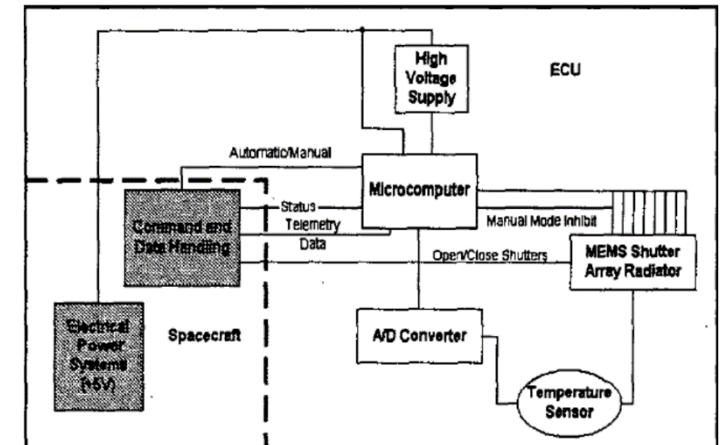 High
Voltage
Supply
ECU
Automatic/Manual
Microcomputer
Command and
Data Handling
Status
Telemetry
Data
Manual Mode Inhibit
Open/Close Shutters
MEMS Shutter
Array Radiator
Electrical
Power
Systems
(+5V)
Spacecraft
A/D Converter
Temperature
Sensor